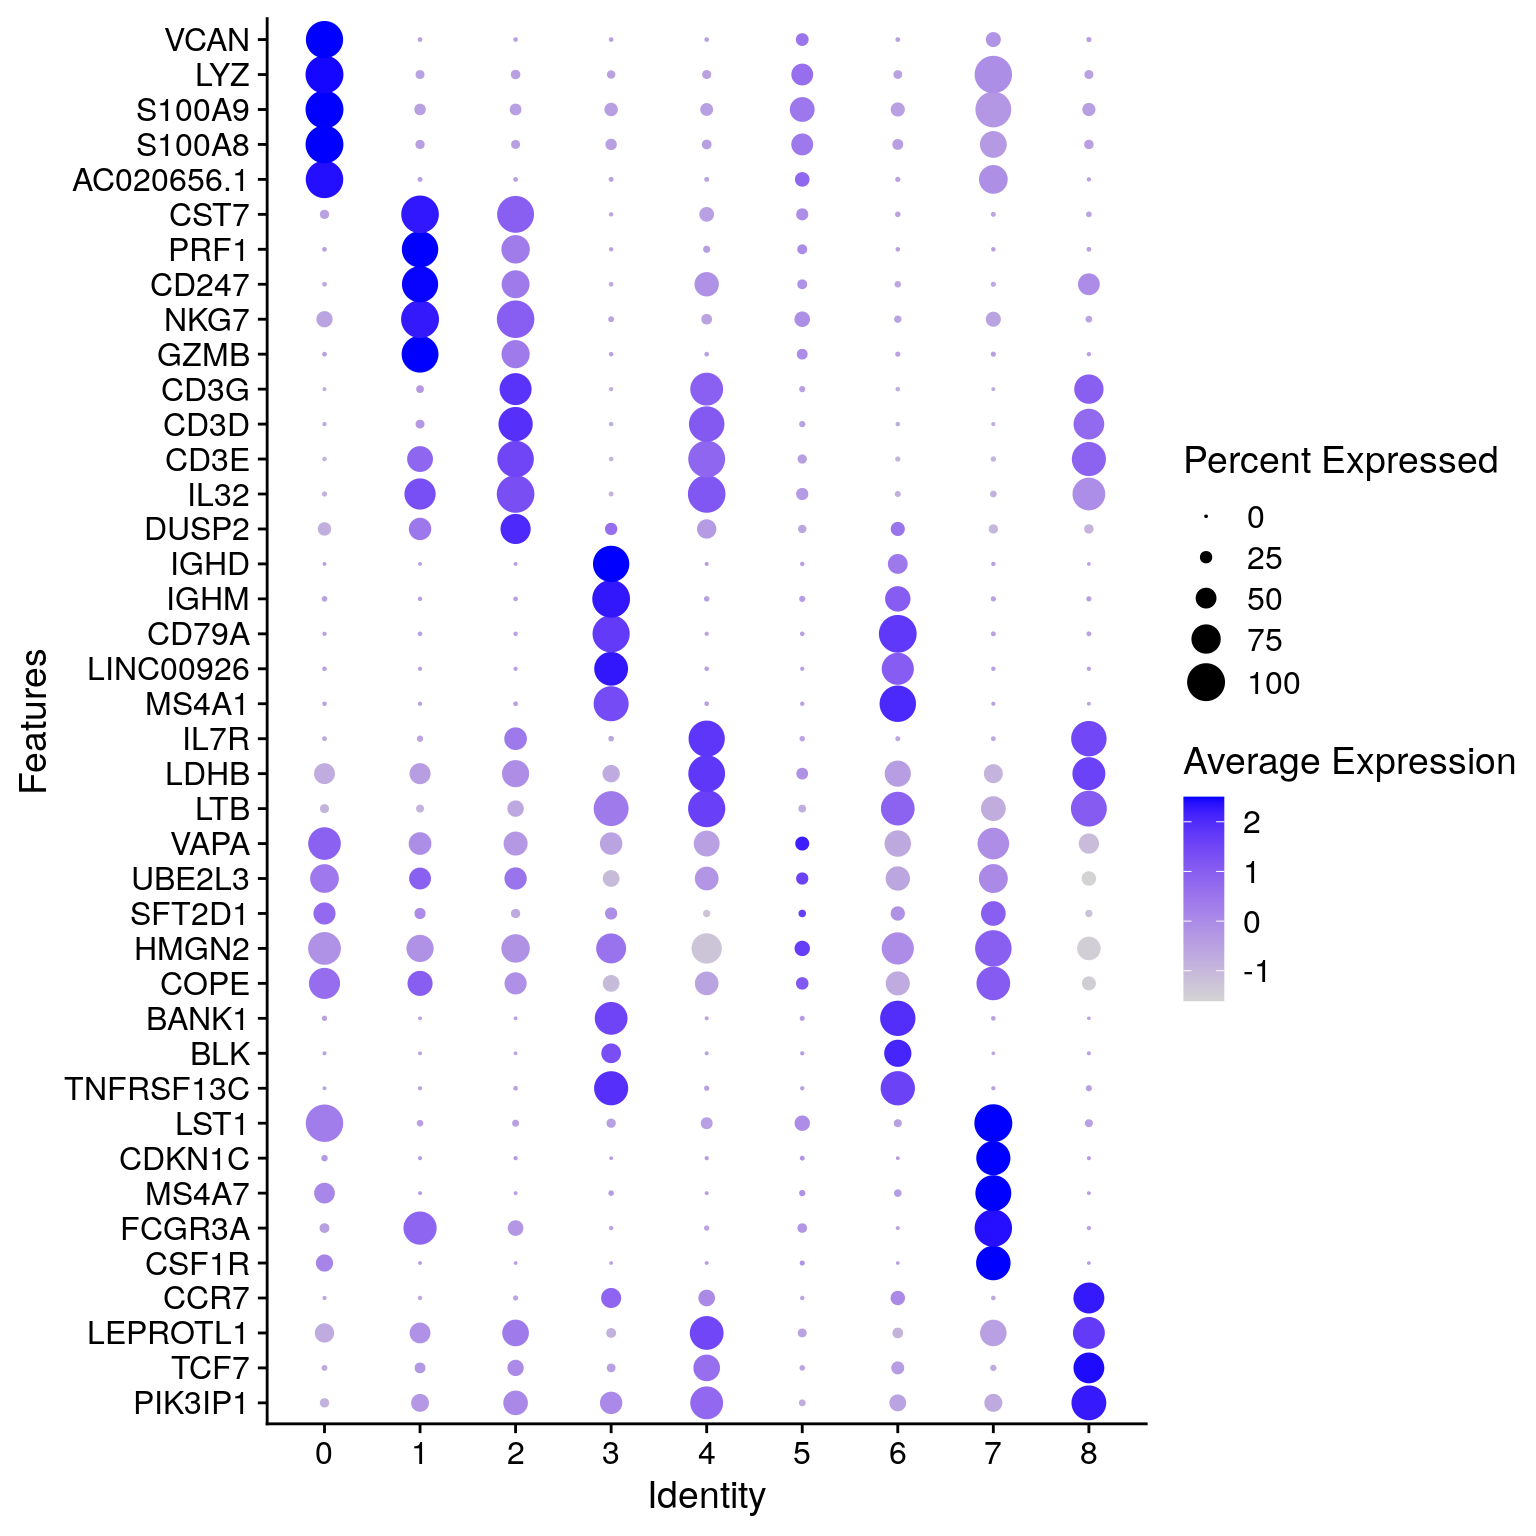 VCAN
LYZ
S100A9
S100A8
AC020656.1
CST7
PRF1
CD247
NKG7
GZMB
CD3G
CD3D
CD3E
IL32
DUSP2
IGHD
IGHM
CD79A
LINC00926
MS4A1
IL7R
LDHB
LTB
VAPA
UBE2L3
SFT2D1
HMGN2
COPE
BANK1
BLK
TNFRSF13C
LST1
CDKN1C
MS4A7
FCGR3A
CSF1R
CCR7
LEPROTL1
TCF7
PIK3IP1
Features
0 1 2 3 4 5 6 7 8
Identity
Percent Expressed
0
25
50
75
100
Average Expression
2
1
0
-1